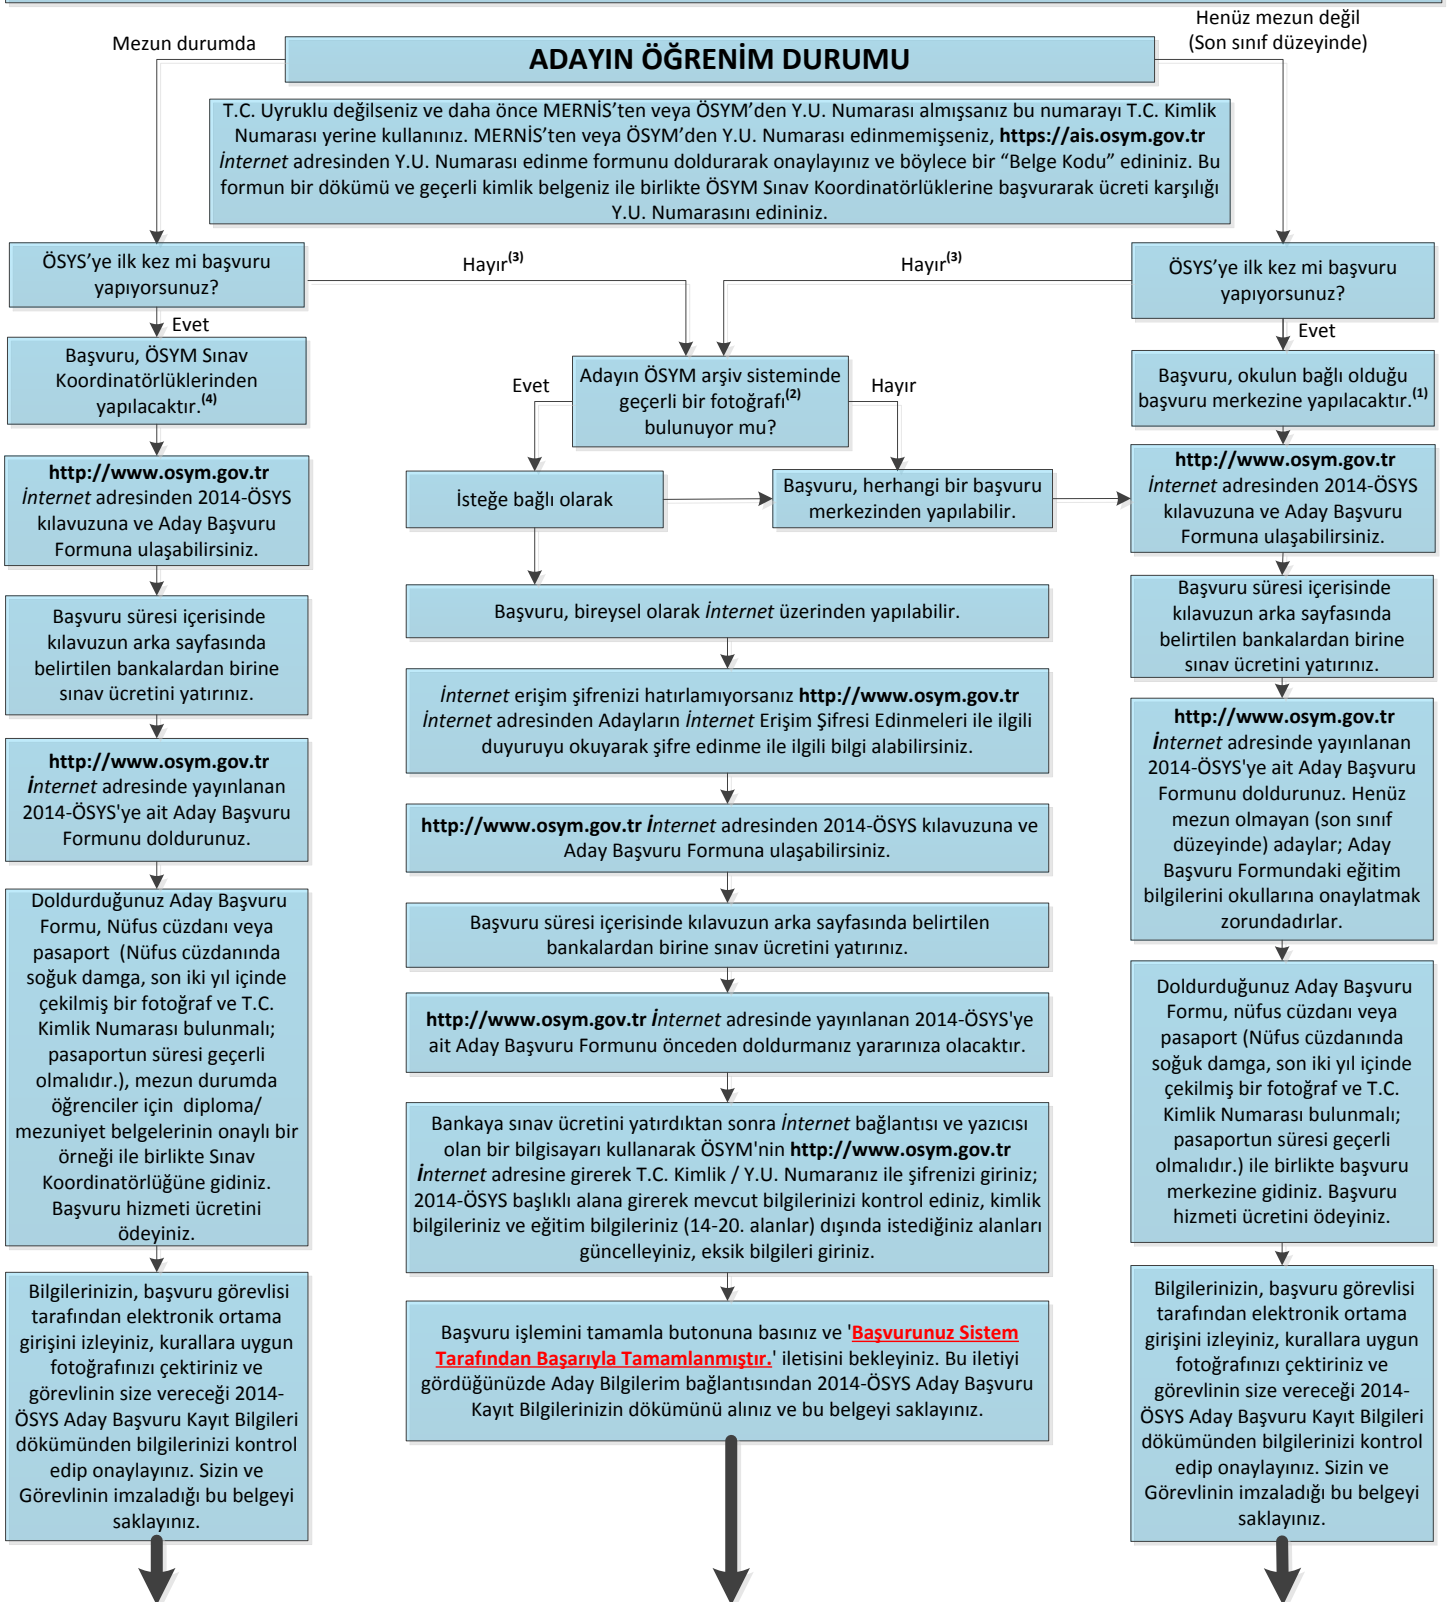 Henüz mezun değil
(Son sınıf düzeyinde)
Mezun durumda
ADAYIN ÖĞRENİM DURUMU
T.C. Uyruklu değilseniz ve daha önce MERNİS’ten veya ÖSYM’den Y.U. Numarası almışsanız bu numarayı T.C. Kimlik
Numarası yerine kullanınız. MERNİS’ten veya ÖSYM’den Y.U. Numarası edinmemişseniz, https://ais.osym.gov.tr
İnternet adresinden Y.U. Numarası edinme formunu doldurarak onaylayınız ve böylece bir “Belge Kodu” edininiz. Bu
formun bir dökümü ve geçerli kimlik belgeniz ile birlikte ÖSYM Sınav Koordinatörlüklerine başvurarak ücreti karşılığı
Y.U. Numarasını edininiz.
ÖSYS’ye ilk kez mi başvuru
yapıyorsunuz?
Hayır(3)
Evet
Başvuru, ÖSYM Sınav
Koordinatörlüklerinden
yapılacaktır.(4)
http://www.osym.gov.tr
İnternet adresinden 2014-ÖSYS
kılavuzuna ve Aday Başvuru
Formuna ulaşabilirsiniz.
Başvuru süresi içerisinde
kılavuzun arka sayfasında
belirtilen bankalardan birine
sınav ücretini yatırınız.
http://www.osym.gov.tr
İnternet adresinde yayınlanan
2014-ÖSYS'ye ait Aday Başvuru
Formunu doldurunuz.
Doldurduğunuz Aday Başvuru
Formu, Nüfus cüzdanı veya
pasaport (Nüfus cüzdanında
soğuk damga, son iki yıl içinde
çekilmiş bir fotoğraf ve T.C.
Kimlik Numarası bulunmalı;
pasaportun süresi geçerli
olmalıdır.), mezun durumda
öğrenciler için diploma/
mezuniyet belgelerinin onaylı bir
örneği ile birlikte Sınav
Koordinatörlüğüne gidiniz.
Başvuru hizmeti ücretini
ödeyiniz.
Bilgilerinizin, başvuru görevlisi
tarafından elektronik ortama
girişini izleyiniz, kurallara uygun
fotoğrafınızı çektiriniz ve
görevlinin size vereceği 2014-
ÖSYS Aday Başvuru Kayıt Bilgileri
dökümünden bilgilerinizi kontrol
edip onaylayınız. Sizin ve
Görevlinin imzaladığı bu belgeyi
saklayınız.
Adayın ÖSYM arşiv sisteminde
geçerli bir fotoğrafı(2)
bulunuyor mu?
Evet
Hayır
İsteğe bağlı olarak
Başvuru, herhangi bir başvuru
merkezinden yapılabilir.
Başvuru, bireysel olarak İnternet üzerinden yapılabilir.
İnternet erişim şifrenizi hatırlamıyorsanız http://www.osym.gov.tr
İnternet adresinden Adayların İnternet Erişim Şifresi Edinmeleri ile ilgili
duyuruyu okuyarak şifre edinme ile ilgili bilgi alabilirsiniz.
http://www.osym.gov.tr İnternet adresinden 2014-ÖSYS kılavuzuna ve
Aday Başvuru Formuna ulaşabilirsiniz.
Başvuru süresi içerisinde kılavuzun arka sayfasında belirtilen
bankalardan birine sınav ücretini yatırınız.
http://www.osym.gov.tr İnternet adresinde yayınlanan 2014-ÖSYS'ye
ait Aday Başvuru Formunu önceden doldurmanız yararınıza olacaktır.
Bankaya sınav ücretini yatırdıktan sonra İnternet bağlantısı ve yazıcısı
olan bir bilgisayarı kullanarak ÖSYM'nin http://www.osym.gov.tr
İnternet adresine girerek T.C. Kimlik / Y.U. Numaranız ile şifrenizi giriniz;
2014-ÖSYS başlıklı alana girerek mevcut bilgilerinizi kontrol ediniz, kimlik
bilgileriniz ve eğitim bilgileriniz (14-20. alanlar) dışında istediğiniz alanları
güncelleyiniz, eksik bilgileri giriniz.
Başvuru işlemini tamamla butonuna basınız ve 'Başvurunuz Sistem
Tarafından Başarıyla Tamamlanmıştır.' iletisini bekleyiniz. Bu iletiyi
gördüğünüzde Aday Bilgilerim bağlantısından 2014-ÖSYS Aday Başvuru
Kayıt Bilgilerinizin dökümünü alınız ve bu belgeyi saklayınız.
Hayır(3)
ÖSYS’ye ilk kez mi başvuru
yapıyorsunuz?
Evet
Başvuru, okulun bağlı olduğu
başvuru merkezine yapılacaktır.(1)
http://www.osym.gov.tr
İnternet adresinden 2014-ÖSYS
kılavuzuna ve Aday Başvuru
Formuna ulaşabilirsiniz.
Başvuru süresi içerisinde
kılavuzun arka sayfasında
belirtilen bankalardan birine
sınav ücretini yatırınız.
http://www.osym.gov.tr
İnternet adresinde yayınlanan
2014-ÖSYS'ye ait Aday Başvuru
Formunu doldurunuz. Henüz
mezun olmayan (son sınıf
düzeyinde) adaylar; Aday
Başvuru Formundaki eğitim
bilgilerini okullarına onaylatmak
zorundadırlar.
Doldurduğunuz Aday Başvuru
Formu, nüfus cüzdanı veya
pasaport (Nüfus cüzdanında
soğuk damga, son iki yıl içinde
çekilmiş bir fotoğraf ve T.C.
Kimlik Numarası bulunmalı;
pasaportun süresi geçerli
olmalıdır.) ile birlikte başvuru
merkezine gidiniz. Başvuru
hizmeti ücretini ödeyiniz.
Bilgilerinizin, başvuru görevlisi
tarafından elektronik ortama
girişini izleyiniz, kurallara uygun
fotoğrafınızı çektiriniz ve
görevlinin size vereceği 2014-
ÖSYS Aday Başvuru Kayıt Bilgileri
dökümünden bilgilerinizi kontrol
edip onaylayınız. Sizin ve
Görevlinin imzaladığı bu belgeyi
saklayınız.